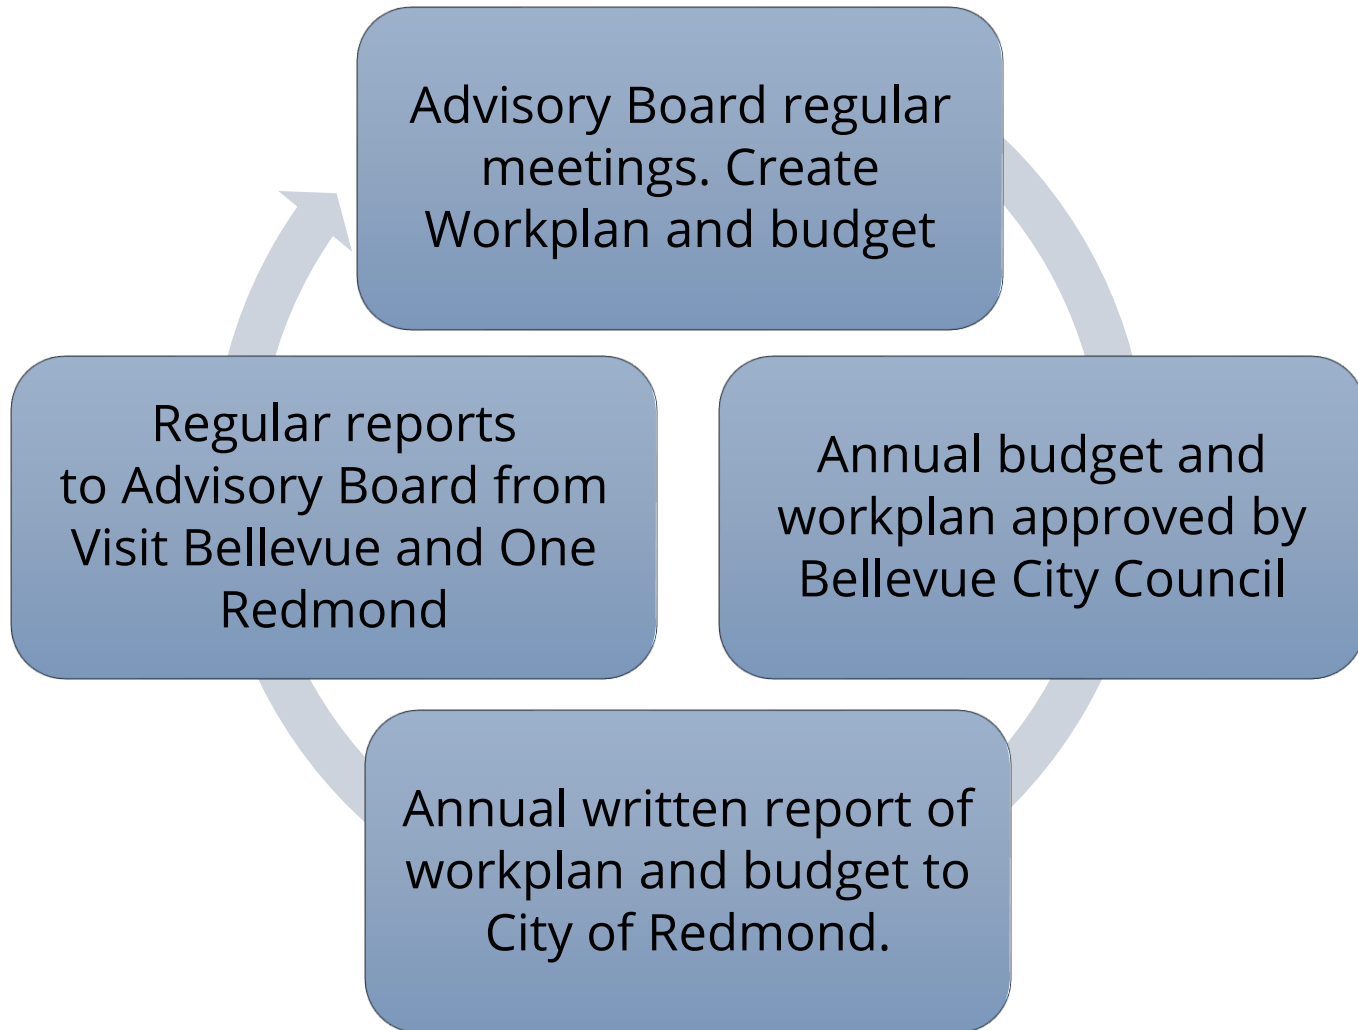 Advisory Board regular
meetings. Create
Workplan and budget
Annual budget and
workplan approved by
Bellevue City Council
Annual written report of
workplan and budget to
City of Redmond.
Regular reports
to Advisory Board from
Visit Bellevue and One
Redmond